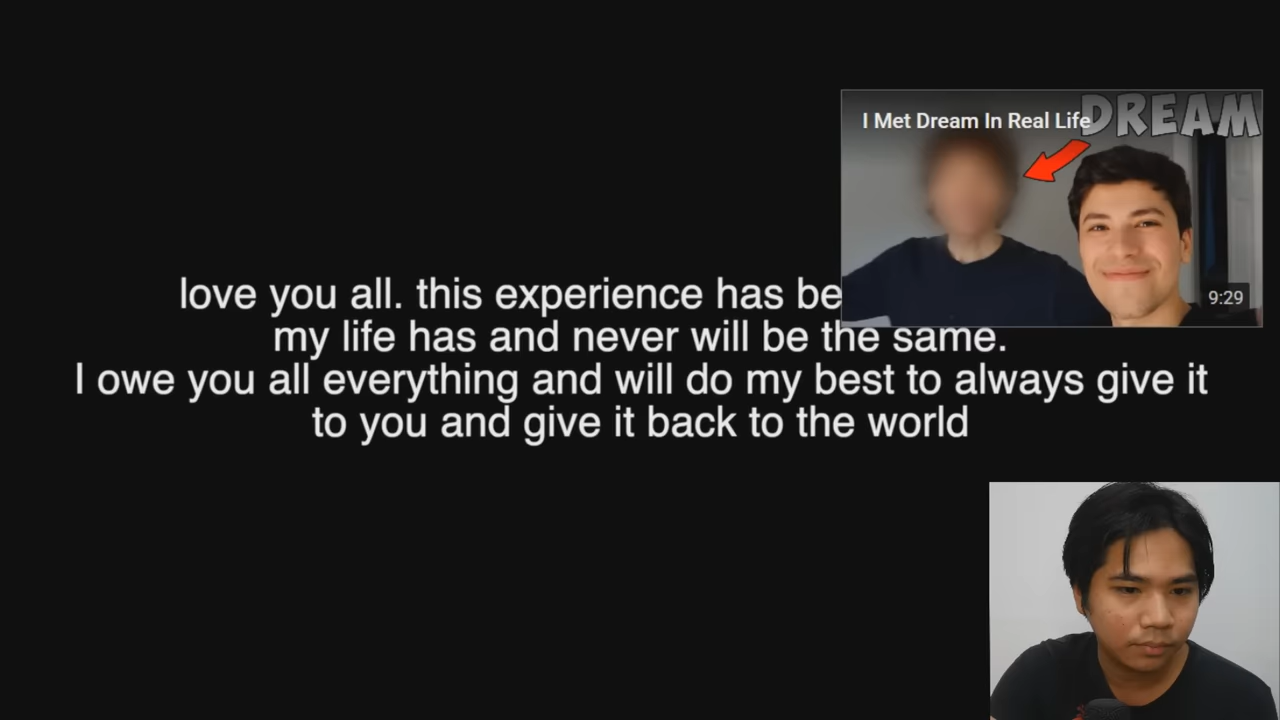 I Met Dream In Real Life
DREAM
9:29
love you all. this experience has be
my life has and never will be the same.
I owe you all everything and will do my best to always give it
to you and give it back to the world